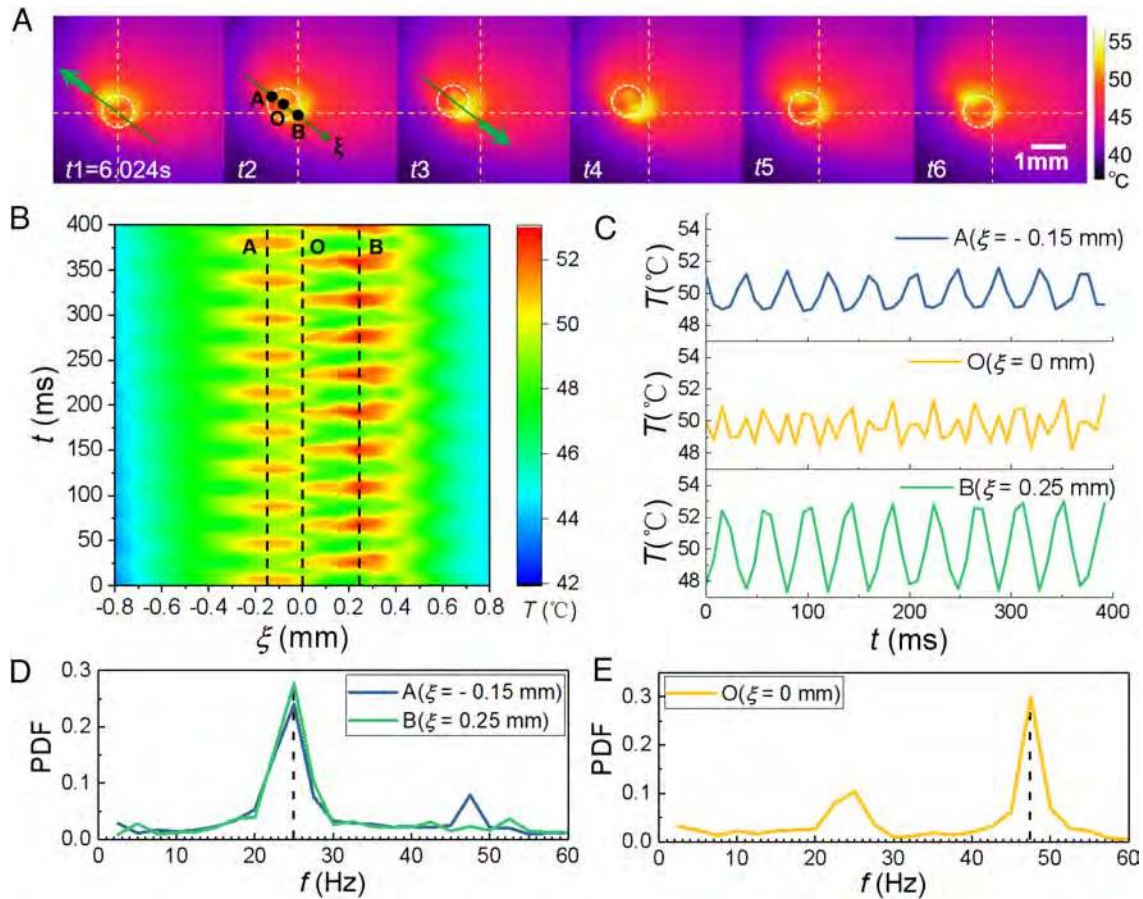 A
A
O
B
ξ
t1=6.024s
t2
t3
t4
t5
t6
1mm
55
50
45
40
℃
B
A
O
B
400
350
300
250
200
150
100
50
0
t (ms)
-0.8 -0.6 -0.4 -0.2 0.0 0.2 0.4 0.6 0.8
ξ (mm)
52
50
48
46
44
42
T (℃)
C
A(ξ = - 0.15 mm)
54
52
50
48
T(℃)
O(ξ = 0 mm)
54
52
50
48
T(℃)
B(ξ = 0.25 mm)
54
52
50
48
T(℃)
0 100 200 300 400
t (ms)
D
A(ξ = - 0.15 mm)
B(ξ = 0.25 mm)
0.3
0.2
0.1
0.0
PDF
0 10 20 30 40 50 60
f (Hz)
E
O(ξ = 0 mm)
0.3
0.2
0.1
0.0
PDF
0 10 20 30 40 50 60
f (Hz)